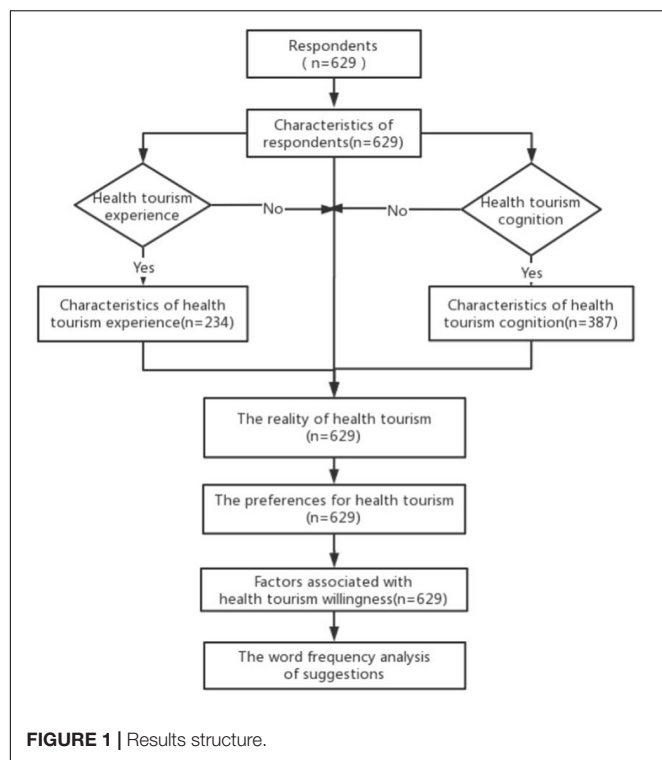 Respondents
( n=629 )
Characteristics of
respondents(n=629)
Health tourism
experience
No
No
Health tourism
cognition
Yes
Yes
Characteristics of health
tourism experience(n=234)
Characteristics of health
tourism cognition(n=387)
The reality of health tourism
(n=629)
The preferences for health tourism
(n=629)
Factors associated with
health tourism willingness(n=629)
The word frequency analysis
of suggestions
FIGURE 1 | Results structure.